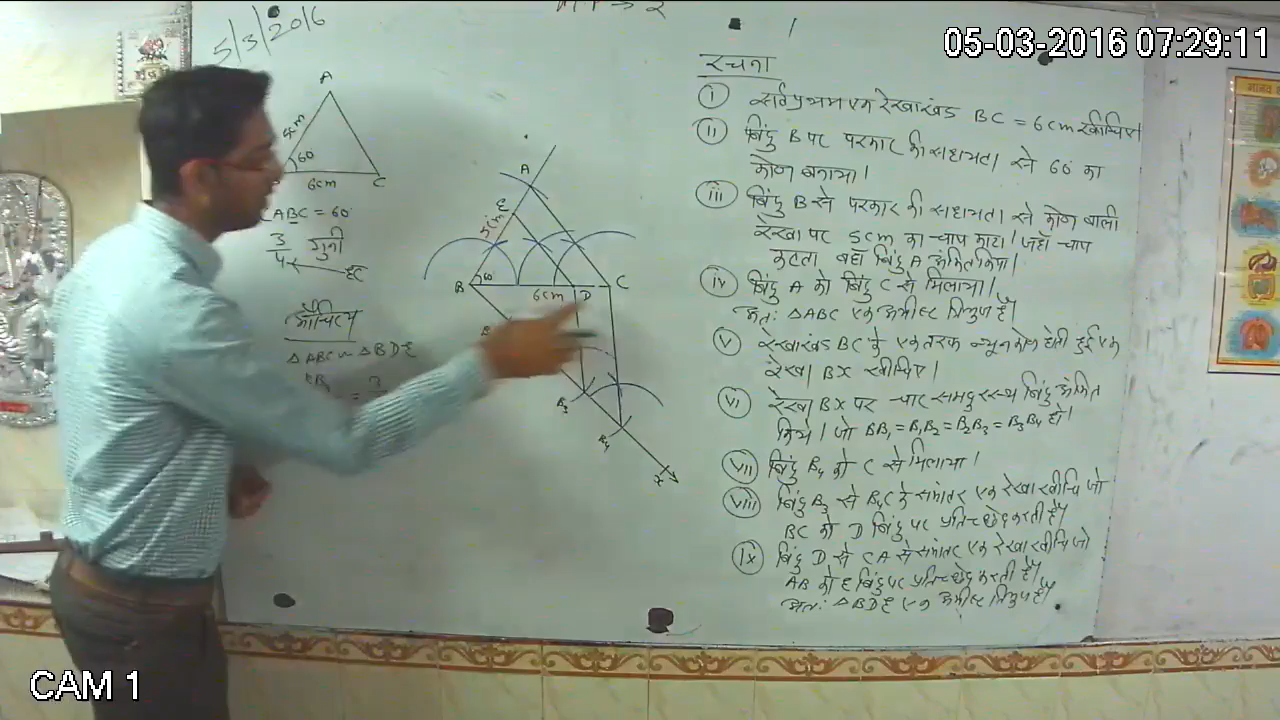 05-03-2016 07:29:11
5/3/2016
A
5cm
60°
6cm
C
∠ABC = 60°
3/4 गुनी
औचित्य
△ABC ~ △BDE
3
A
E
5cm
B
60°
6cm
D
C
B3
B4
X
रचना
(i) सर्वप्रथम एक रेखाखंड BC = 6cm खींचिए।
(ii) बिंदु B पर परकार की सहायता से 60° का
कोण बनाया।
(iii) बिंदु B से परकार की सहायता से कोण वाली
रेखा पर 5cm का चाप काटा। जहाँ चाप
कटता वहाँ बिंदु A अंकित किया।
(iv) बिंदु A को बिंदु C से मिलाया।
अतः △ABC एक अभीष्ट त्रिभुज है।
(v) रेखाखंड BC के एक तरफ न्यून कोण होती हुई एक
रेखा BX खींचिए।
(vi) रेखा BX पर चार समदूरस्थ बिंदु अंकित
किये। जो BB1 = B1B2 = B2B3 = B3B4 हो।
(vii) बिंदु B4 को C से मिलाया।
(viii) बिंदु B3 से B4C के समांतर एक रेखा खींची जो
BC को D बिंदु पर प्रतिच्छेद करती है।
(ix) बिंदु D से CA के समांतर एक रेखा खींची जो
AB को E बिंदु पर प्रतिच्छेद करती है।
अतः △BDE एक अभीष्ट त्रिभुज है।
CAM 1